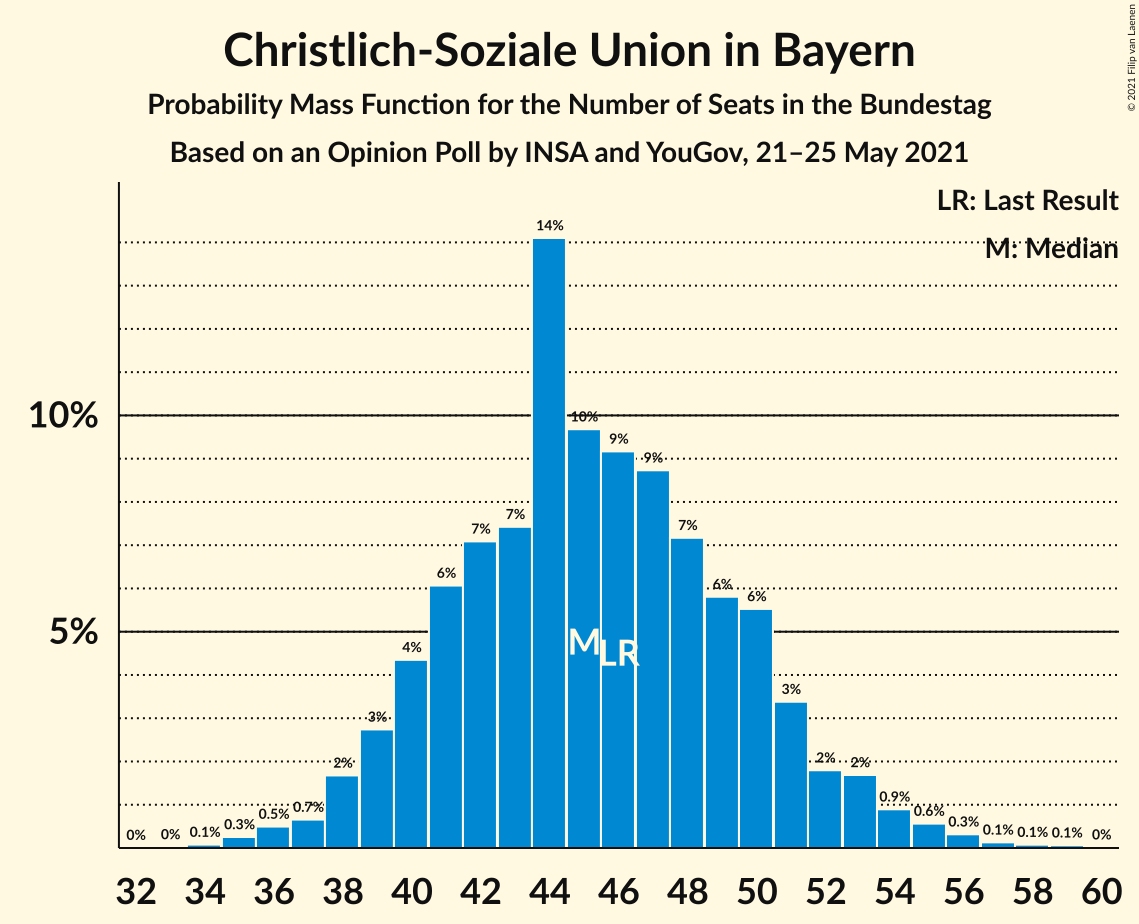 Christlich-Soziale Union in Bayern
Probability Mass Function for the Number of Seats in the Bundestag
Based on an Opinion Poll by INSA and YouGov, 21–25 May 2021
© 2021 Filip van Laenen
LR: Last Result
M: Median
10%
5%
0% 0% 0.1% 0.3% 0.5% 0.7% 2% 3% 4% 6% 7% 7% 14% 10% 9% 9% 7% 6% 6% 3% 2% 2% 0.9% 0.6% 0.3% 0.1% 0.1% 0.1% 0%
M LR
32 34 36 38 40 42 44 46 48 50 52 54 56 58 60